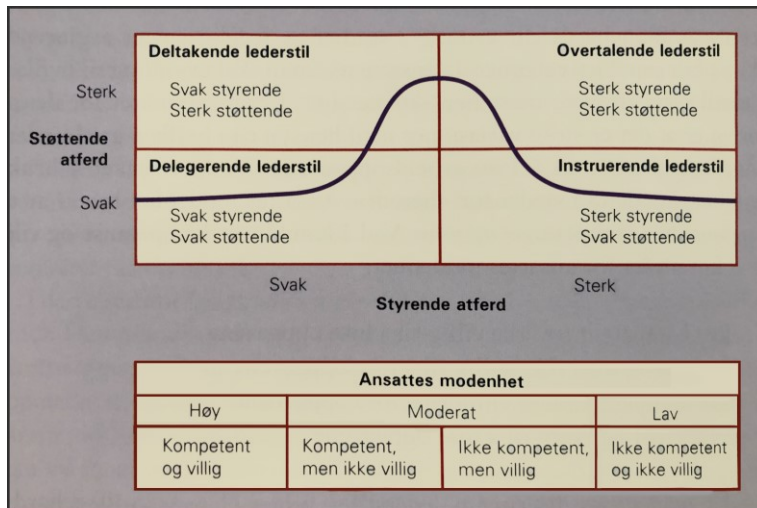 Deltakende lederstil
Overtalende lederstil
Sterk
Svak styrende
Sterk støttende
Sterk styrende
Sterk støttende
Støttende
atferd
Delegerende lederstil
Instruerende lederstil
Svak
Svak styrende
Svak støttende
Sterk styrende
Svak støttende
Svak
Sterk
Styrende atferd
Ansattes modenhet
Høy
Moderat
Lav
Kompetent
og villig
Kompetent,
men ikke villig
Ikke kompetent,
men villig
Ikke kompetent
og ikke villig